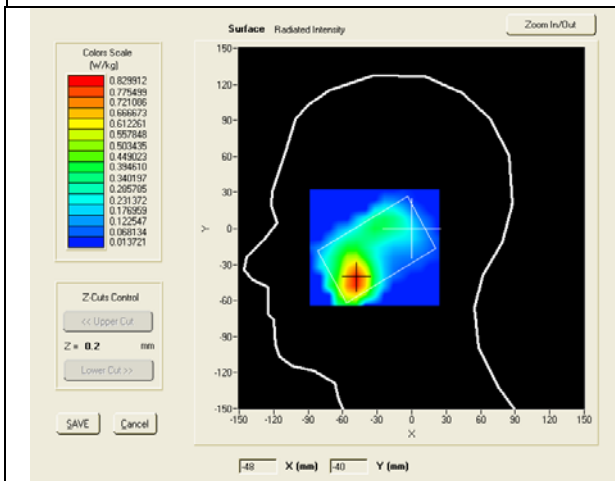 Surface Radiated Intensity
Zoom In/Out
Colors Scale
(W/kg)
0.829912
0.775499
0.721086
0.666673
0.612261
0.557848
0.503435
0.449023
0.394610
0.340197
0.285785
0.231372
0.176959
0.122547
0.068134
0.013721
Z-Cuts Control
<< Upper Cut
Z = 0.2 mm
Lower Cut >>
SAVE Cancel
150
120
90
60
30
0
-30
-60
-90
-120
-150
Y
-150 -120 -90 -60 -30 0 30 60 90 120 150
X
-48 X (mm) -40 Y (mm)